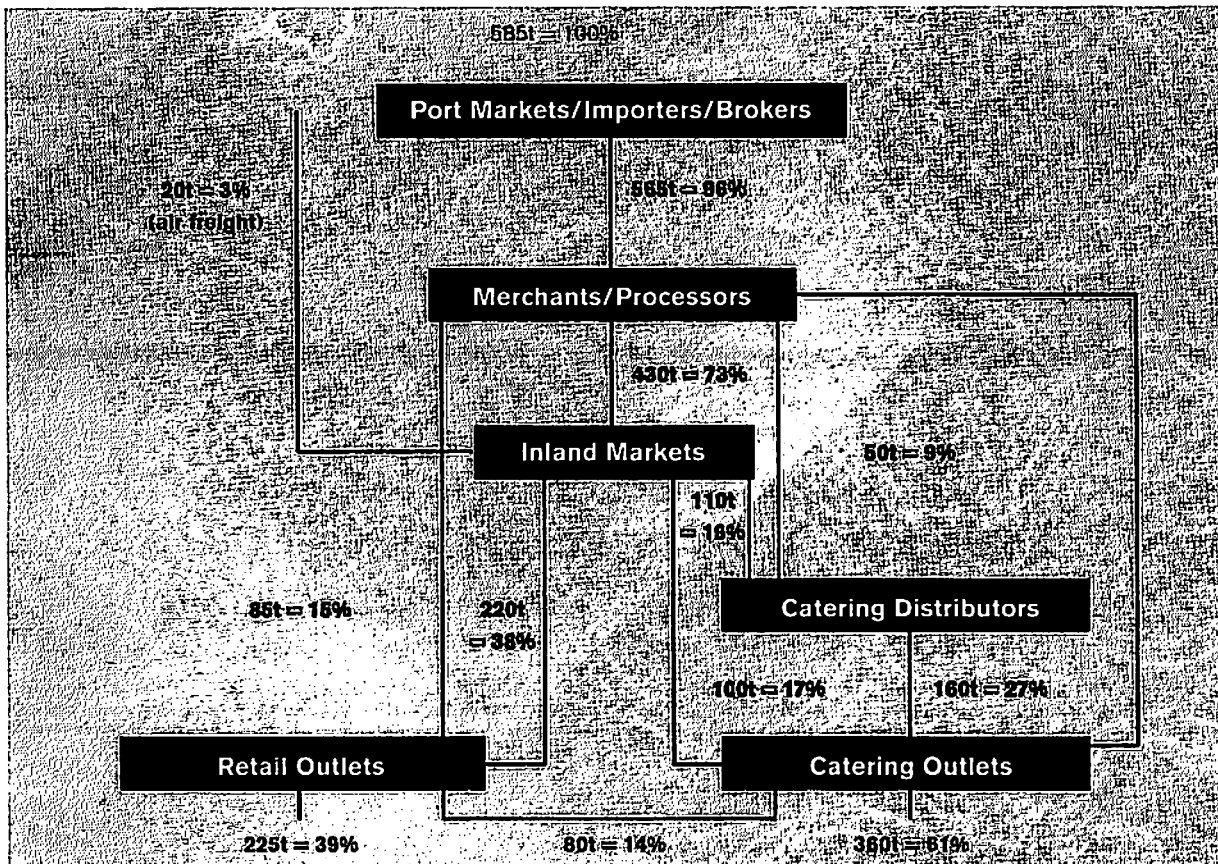 585t = 100%
Port Markets/Importers/Brokers
20t = 3%
(air freight)
565t = 96%
Merchants/Processors
430t = 73%
Inland Markets
50t = 9%
110t
= 19%
Catering Distributors
85t = 15%
220t
= 38%
100t = 17%
160t = 27%
Retail Outlets
Catering Outlets
225t = 39%
80t = 14%
360t = 61%